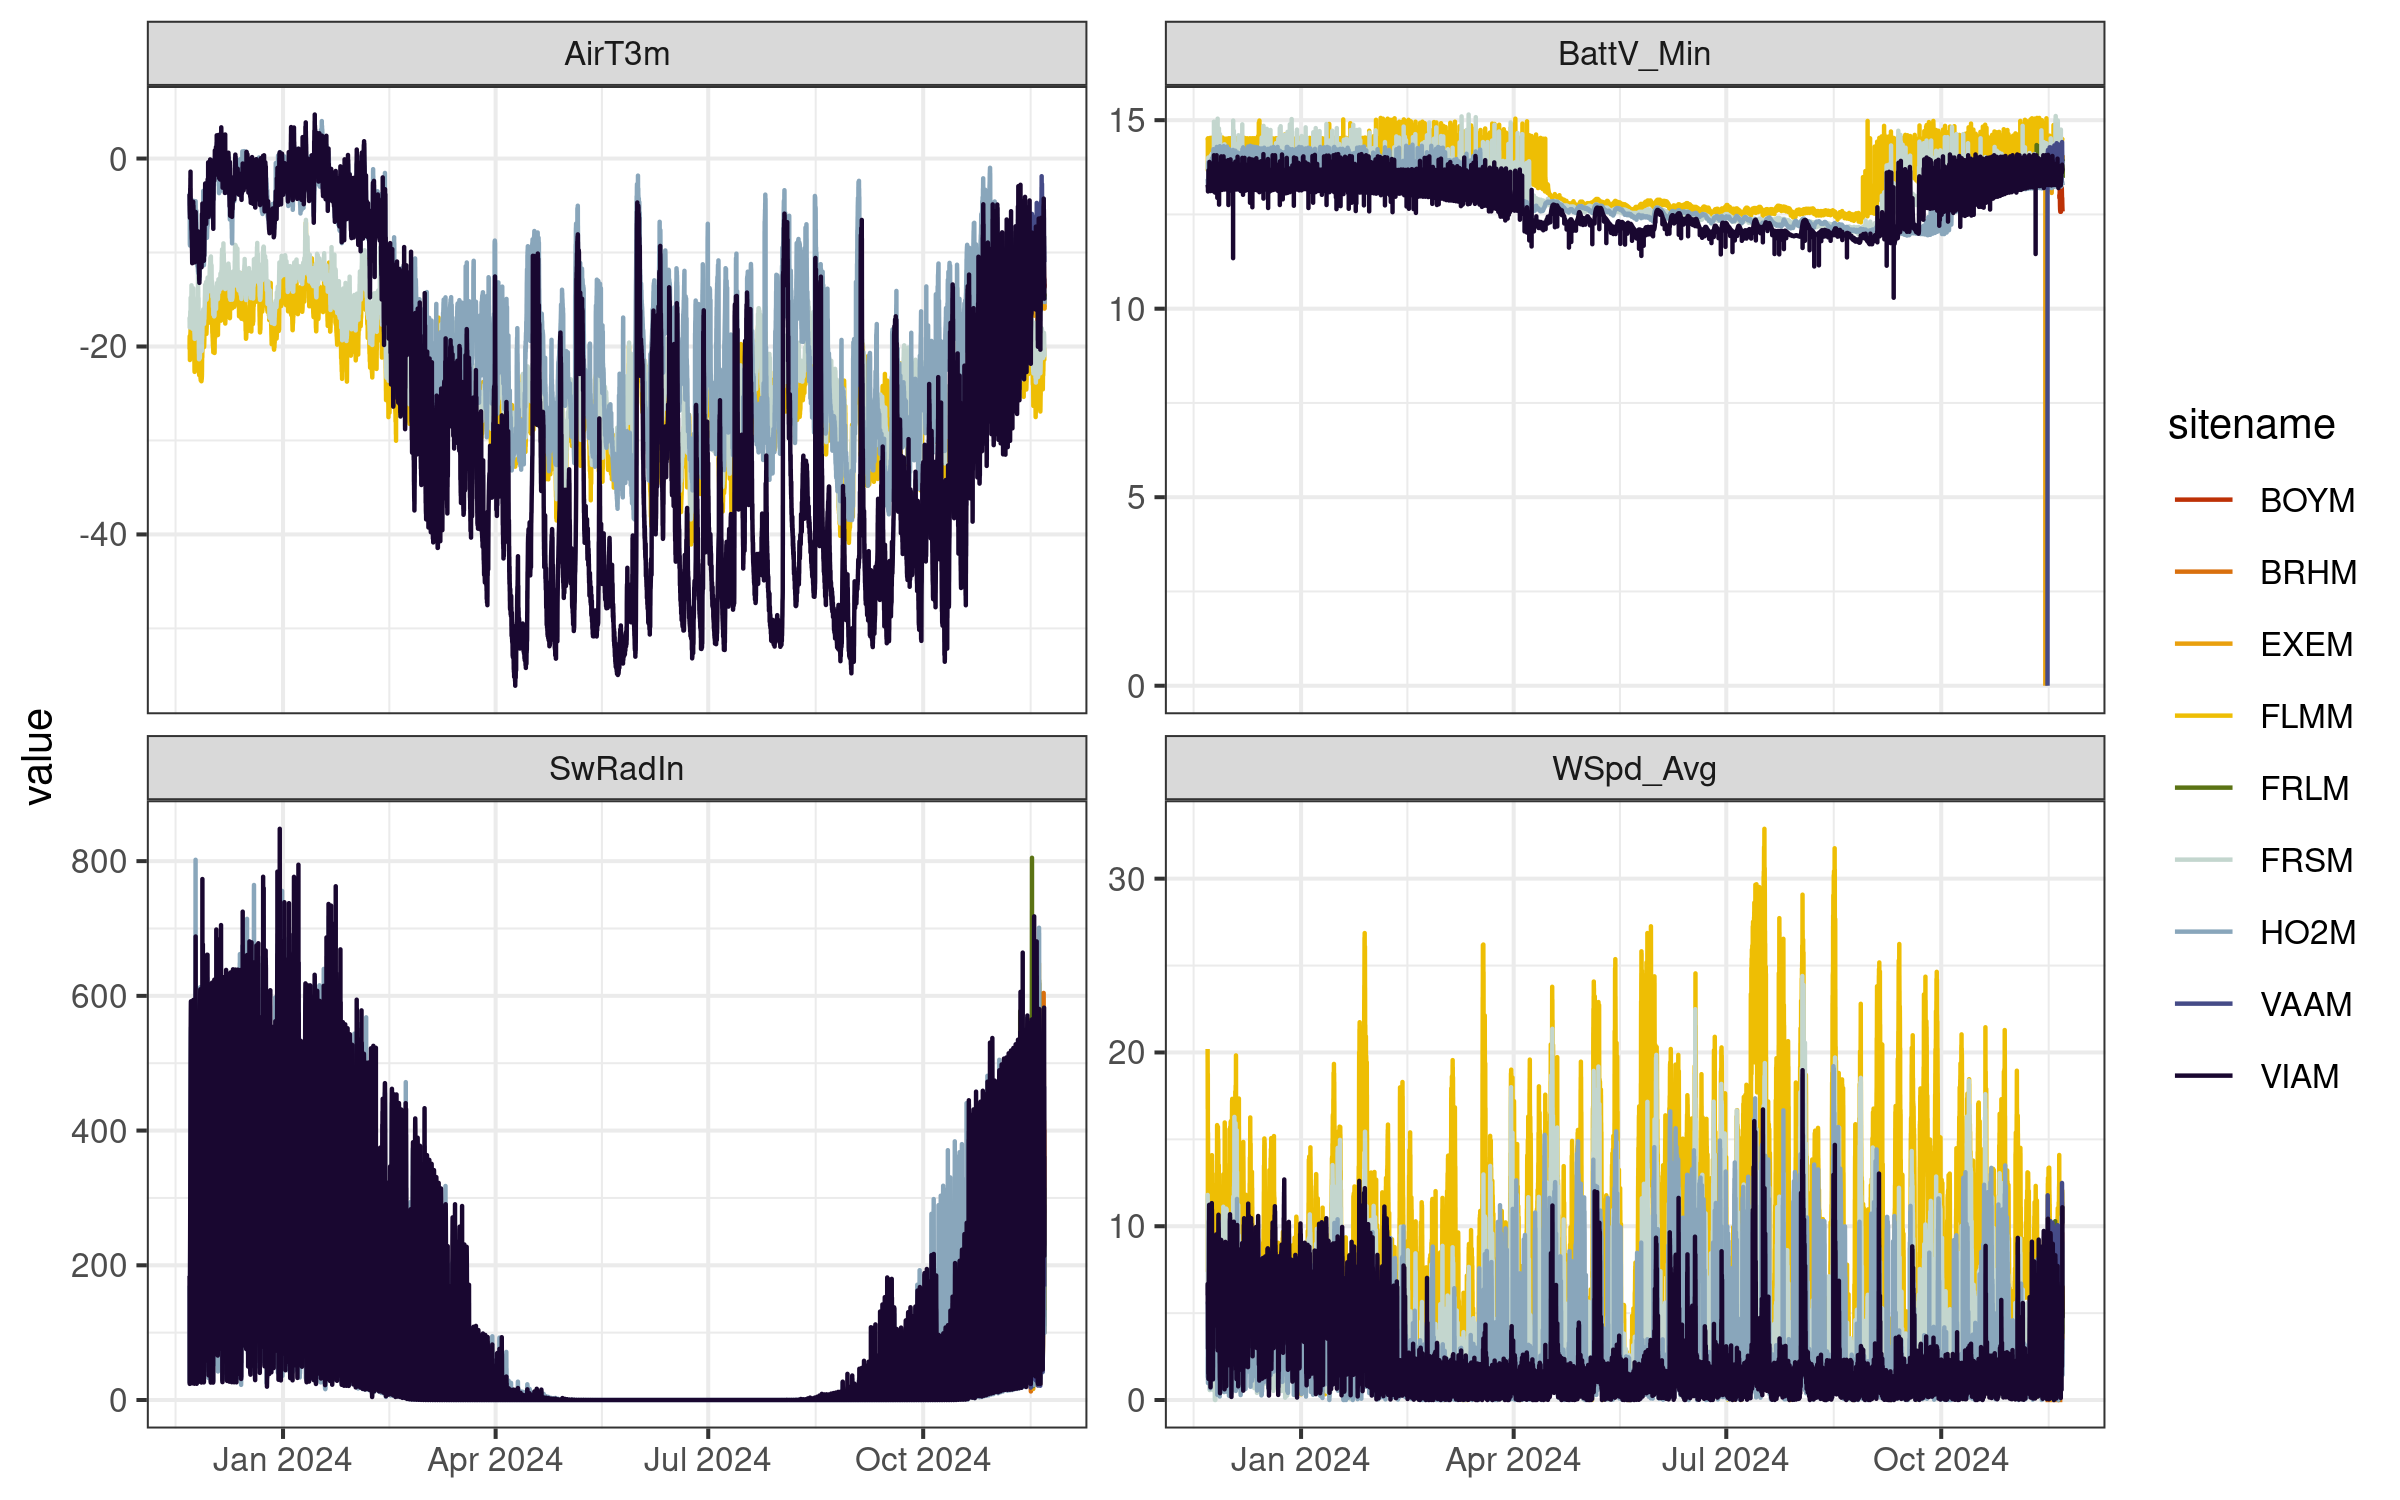 AirT3m
BattV_Min
0
-20
-40
15
10
5
0
value
SwRadIn
WSpd_Avg
800
600
400
200
0
30
20
10
0
Jan 2024
Apr 2024
Jul 2024
Oct 2024
Jan 2024
Apr 2024
Jul 2024
Oct 2024
sitename
BOYM
BRHM
EXEM
FLMM
FRLM
FRSM
HO2M
VAAM
VIAM